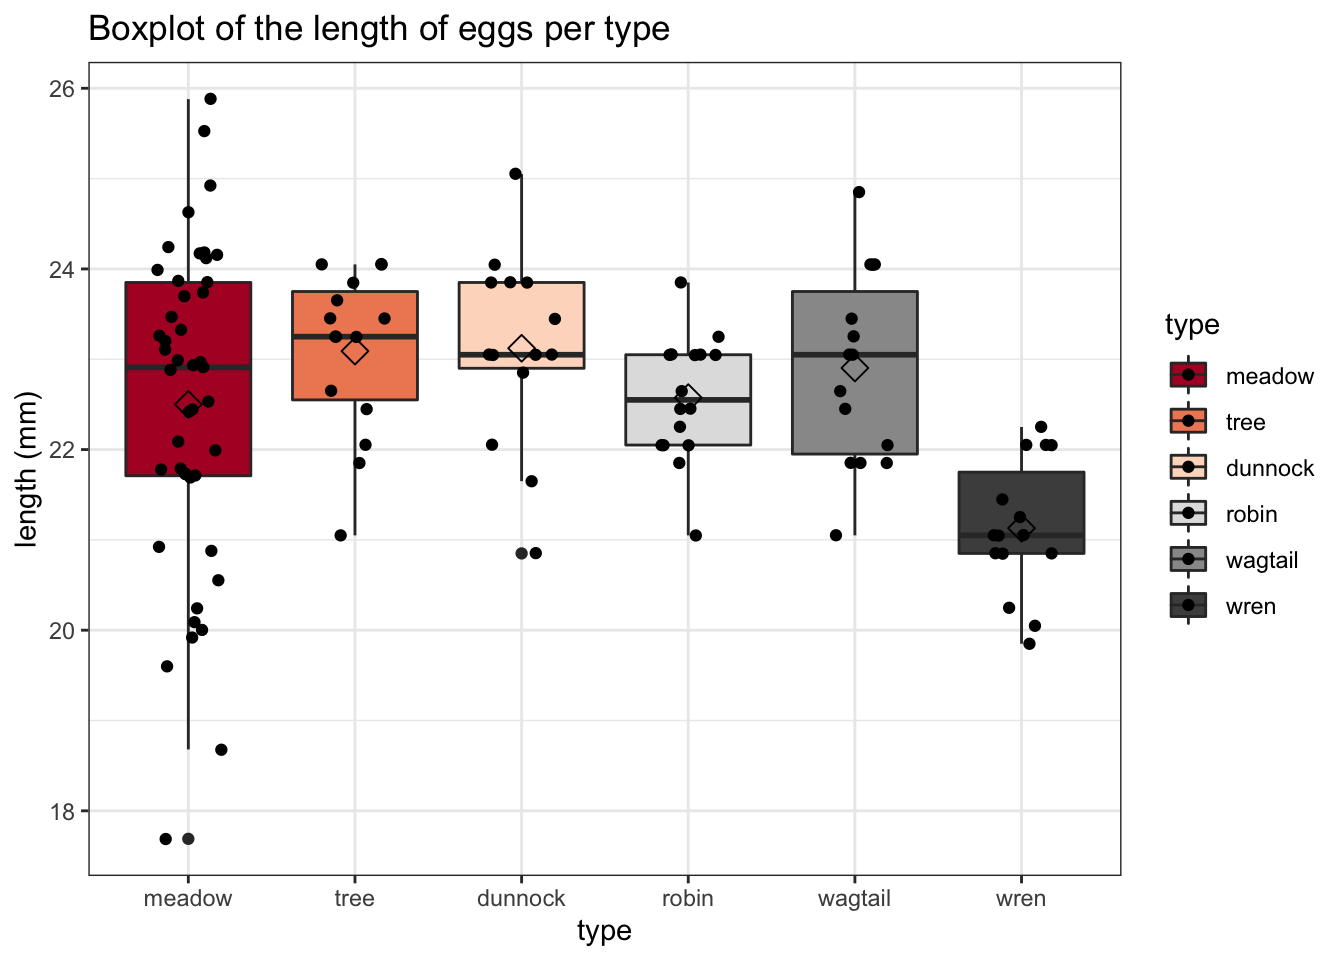 Boxplot of the length of eggs per type
26
24
22
20
18
length (mm)
meadow
tree
dunnock
robin
wagtail
wren
type
type
meadow
tree
dunnock
robin
wagtail
wren